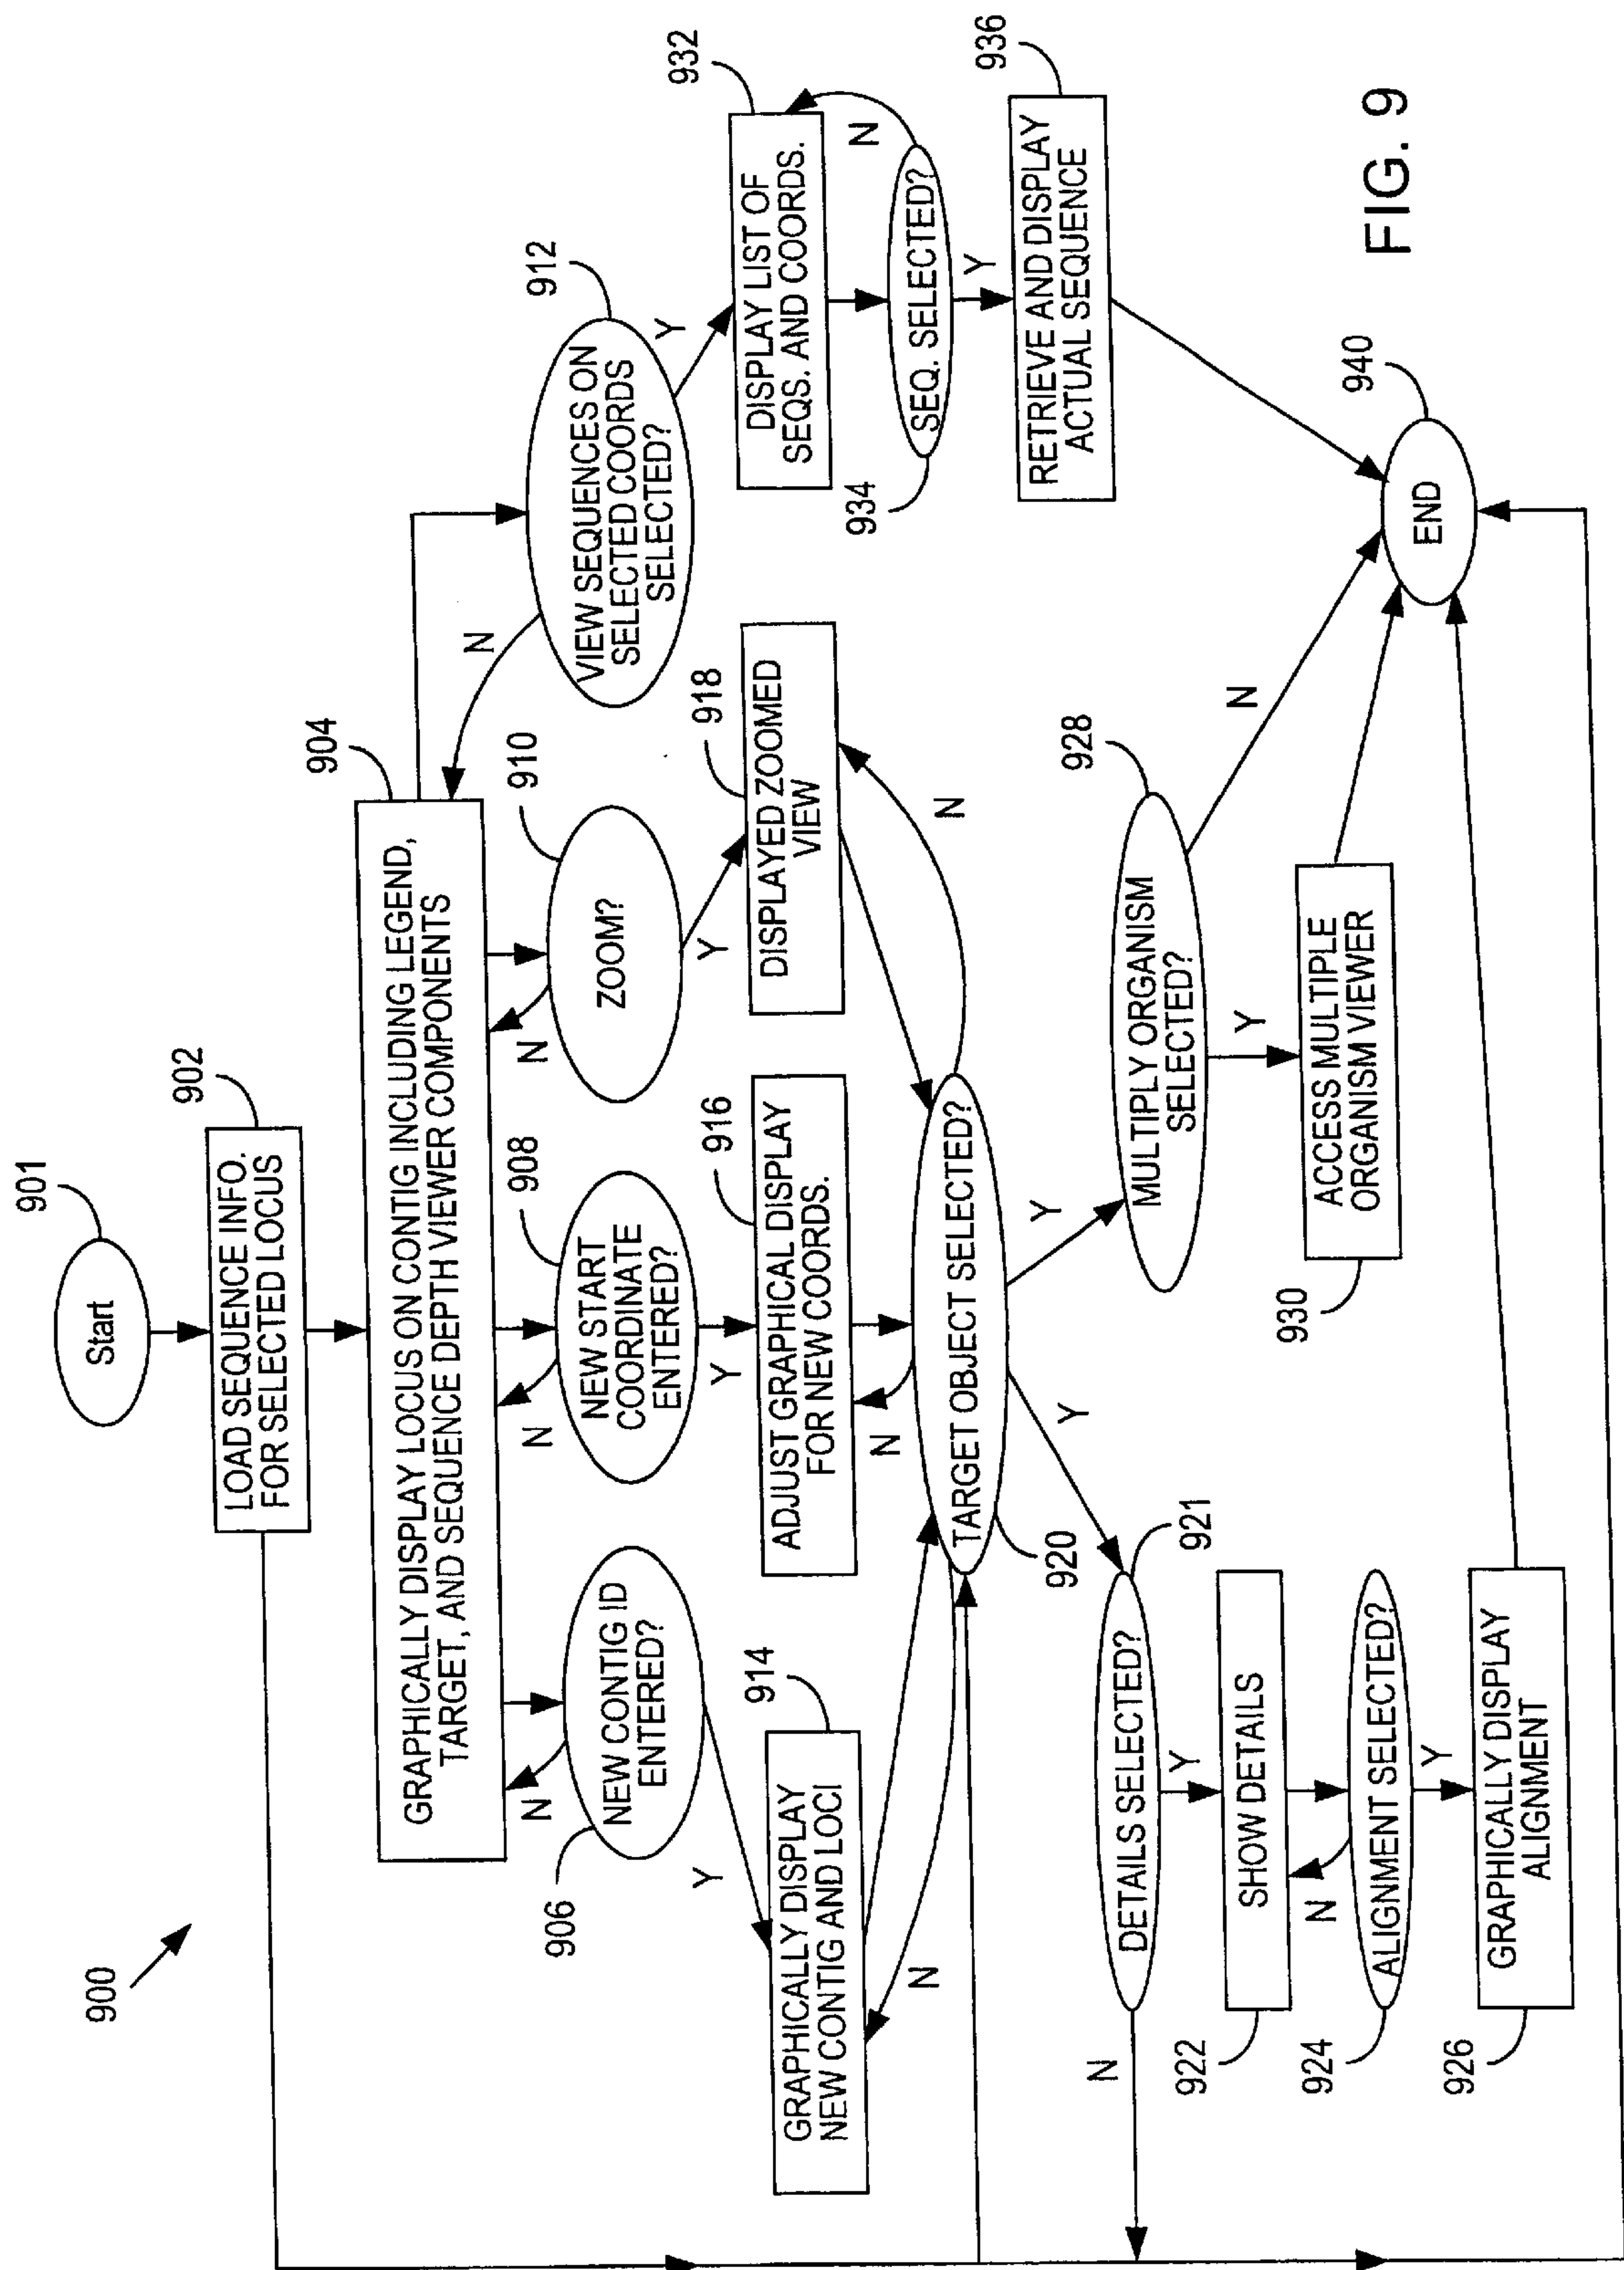 900
901
Start
902
LOAD SEQUENCE INFO.
FOR SELECTED LOCUS
904
GRAPHICALLY DISPLAY LOCUS ON CONTIG INCLUDING LEGEND,
TARGET, AND SEQUENCE DEPTH VIEWER COMPONENTS
906
NEW CONTIG ID
ENTERED?
N
Y
908
NEW START
COORDINATE
ENTERED?
N
Y
910
ZOOM?
N
Y
912
VIEW SEQUENCES ON
SELECTED COORDS
SELECTED?
N
Y
914
GRAPHICALLY DISPLAY
NEW CONTIG AND LOCI
N
916
ADJUST GRAPHICAL DISPLAY
FOR NEW COORDS.
N
918
DISPLAYED ZOOMED
VIEW
N
932
DISPLAY LIST OF
SEQS. AND COORDS.
N
934
SEQ. SELECTED?
Y
936
RETRIEVE AND DISPLAY
ACTUAL SEQUENCE
920
TARGET OBJECT SELECTED?
Y
Y
921
DETAILS SELECTED?
N
Y
922
SHOW DETAILS
N
924
ALIGNMENT SELECTED?
Y
926
GRAPHICALLY DISPLAY
ALIGNMENT
928
MULTIPLY ORGANISM
SELECTED?
N
Y
930
ACCESS MULTIPLE
ORGANISM VIEWER
940
END
FIG. 9